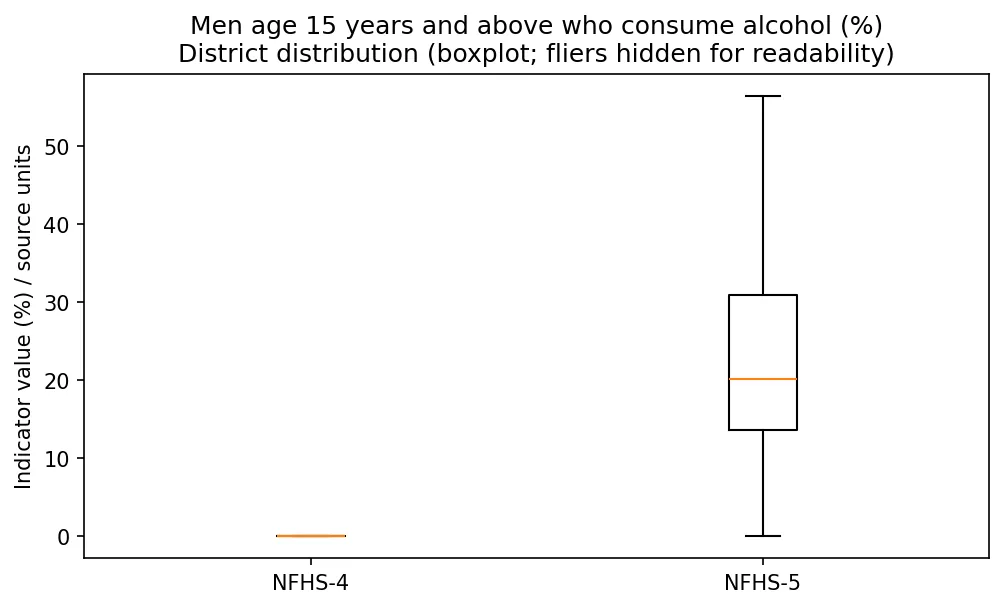 Men age 15 years and above who consume alcohol (%)
District distribution (boxplot; fliers hidden for readability)
Indicator value (%) / source units
50
40
30
20
10
0
NFHS-4
NFHS-5